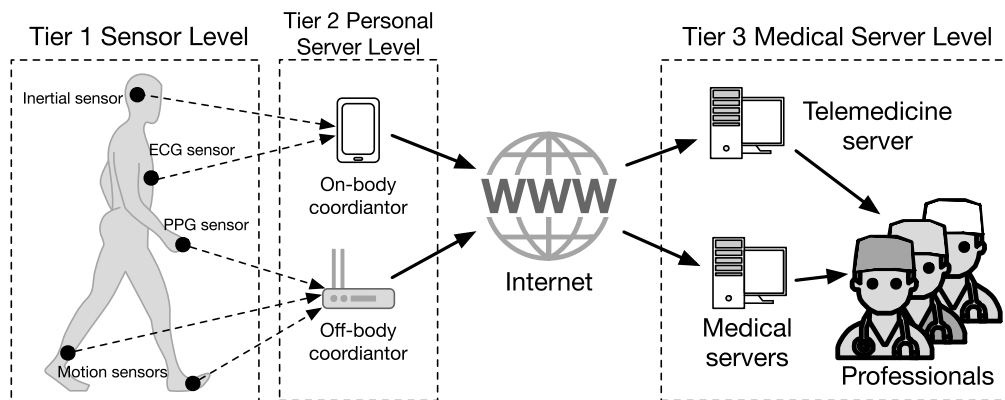 Tier 1 Sensor Level
Inertial sensor
ECG sensor
PPG sensor
Motion sensors
Tier 2 Personal
Server Level
On-body
coordiantor
Off-body
coordiantor
WWW
Internet
Tier 3 Medical Server Level
Telemedicine
server
Medical
servers
Professionals